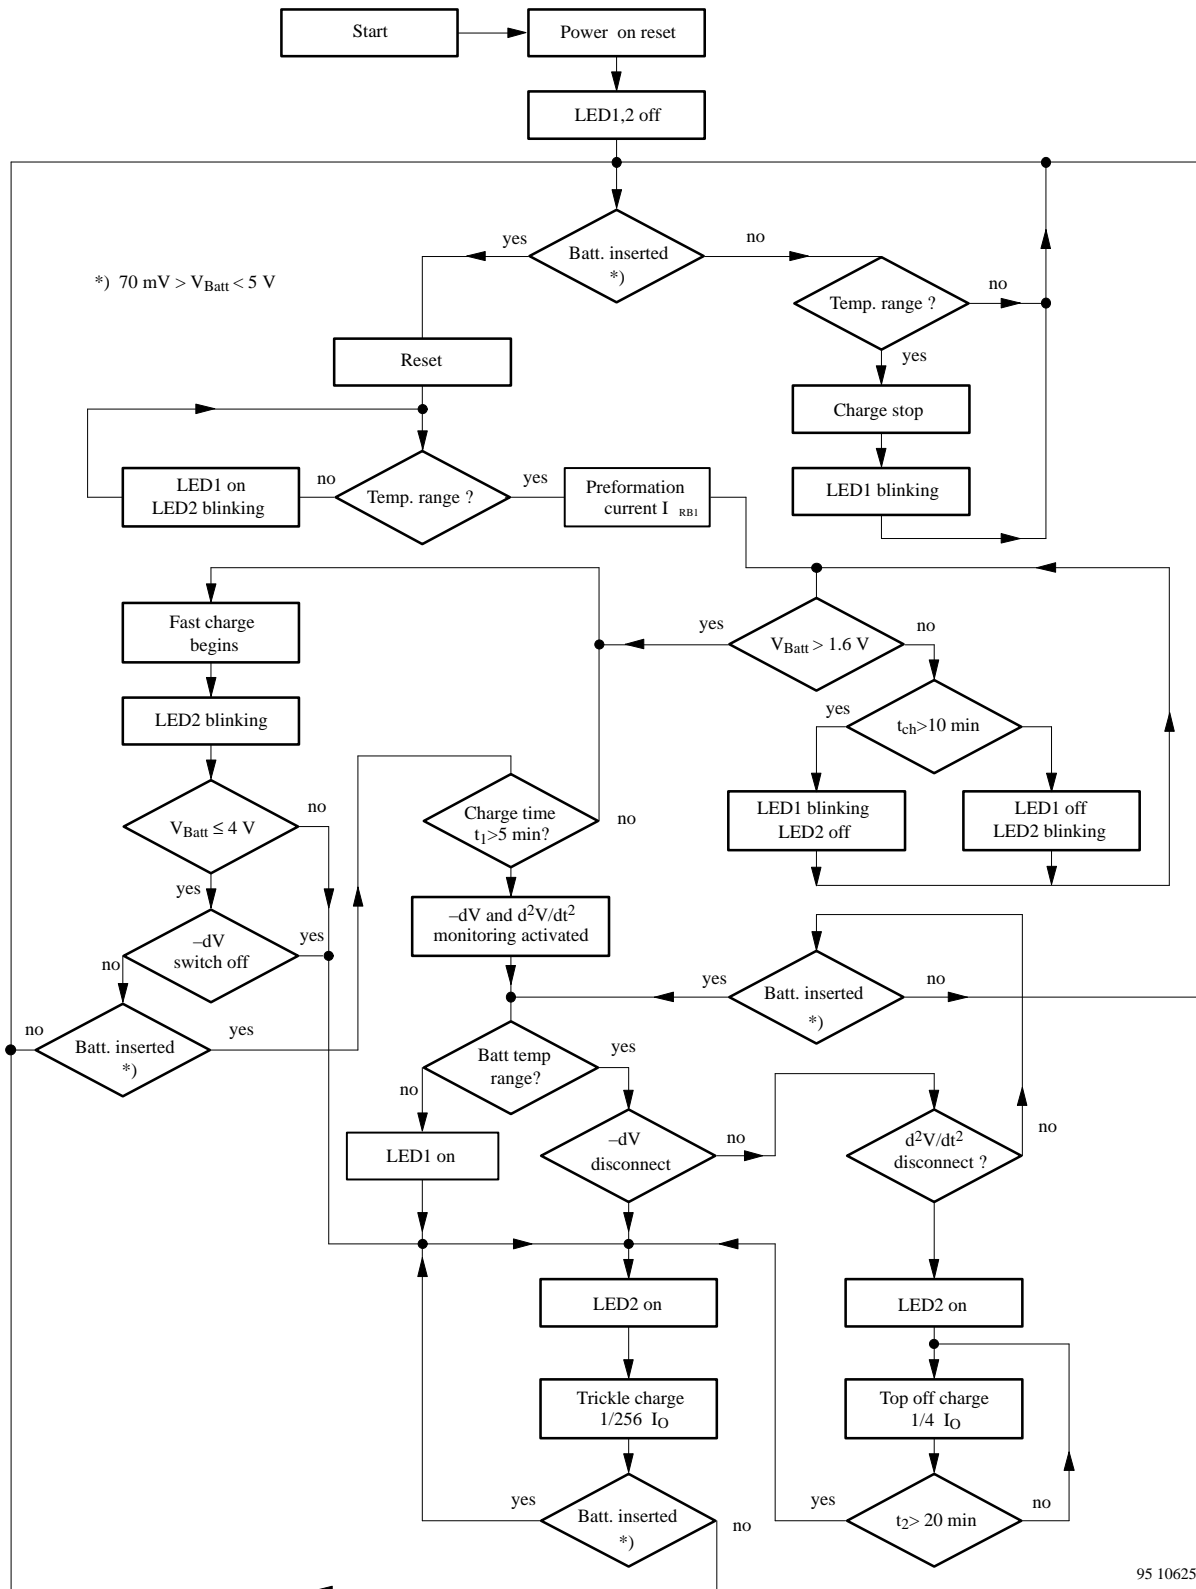 Start
Power on reset
LED1,2 off
yes
Batt. inserted
*)
no
*) 70 mV > VBatt < 5 V
Temp. range ?
no
yes
Reset
Charge stop
LED1 blinking
LED1 on
LED2 blinking
no
Temp. range ?
yes
Preformation
current I RB1
Fast charge
begins
yes
VBatt > 1.6 V
no
LED2 blinking
yes
tch>10 min
VBatt ≤ 4 V
no
Charge time
t1>5 min?
no
LED1 blinking
LED2 off
LED1 off
LED2 blinking
yes
–dV and d2V/dt2
monitoring activated
–dV
switch off
yes
no
yes
Batt. inserted
*)
no
no
Batt. inserted
*)
yes
Batt temp
range?
yes
no
LED1 on
–dV
disconnect
no
d2V/dt2
disconnect ?
no
LED2 on
LED2 on
Trickle charge
1/256 IO
Top off charge
1/4 IO
yes
Batt. inserted
*)
no
yes
t2> 20 min
no
95 10625